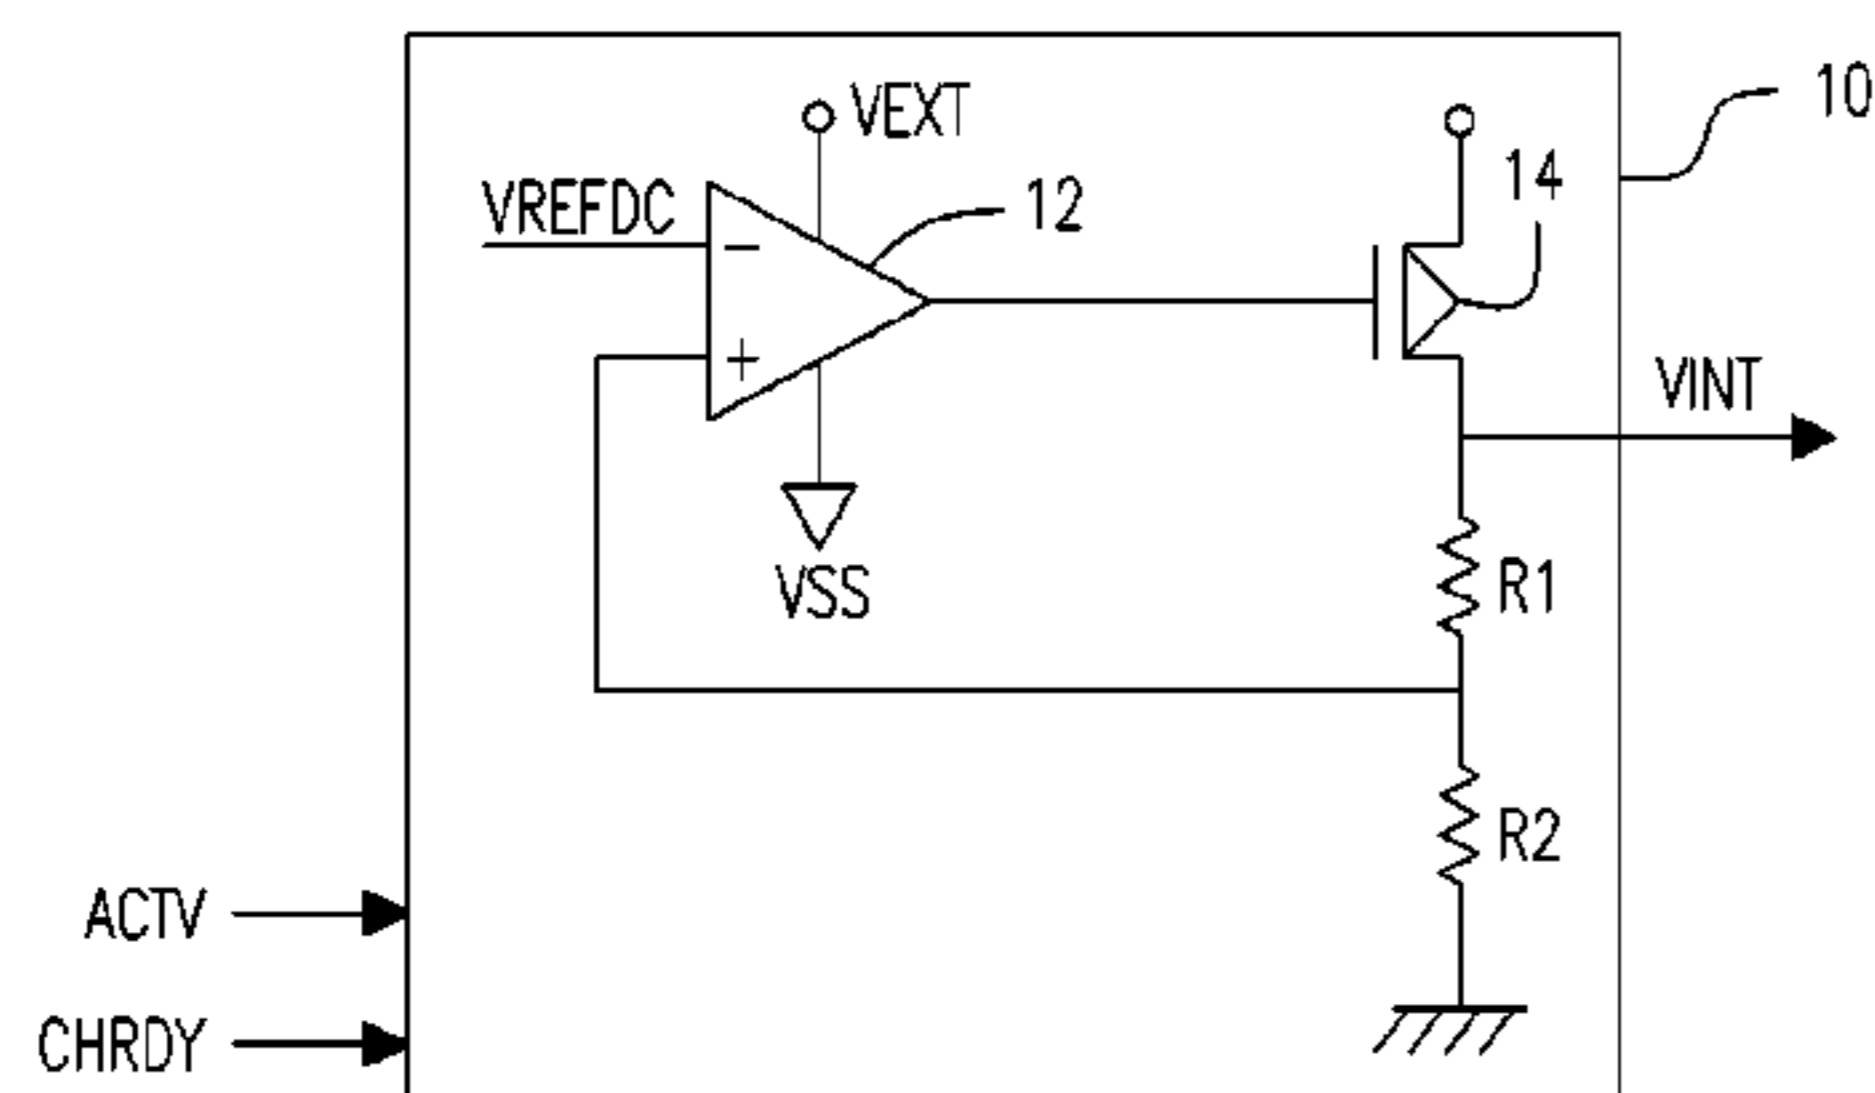 10
VEXT
14
VREFDC
12
−
+
VINT
VSS
R1
R2
ACTV
CHRDY